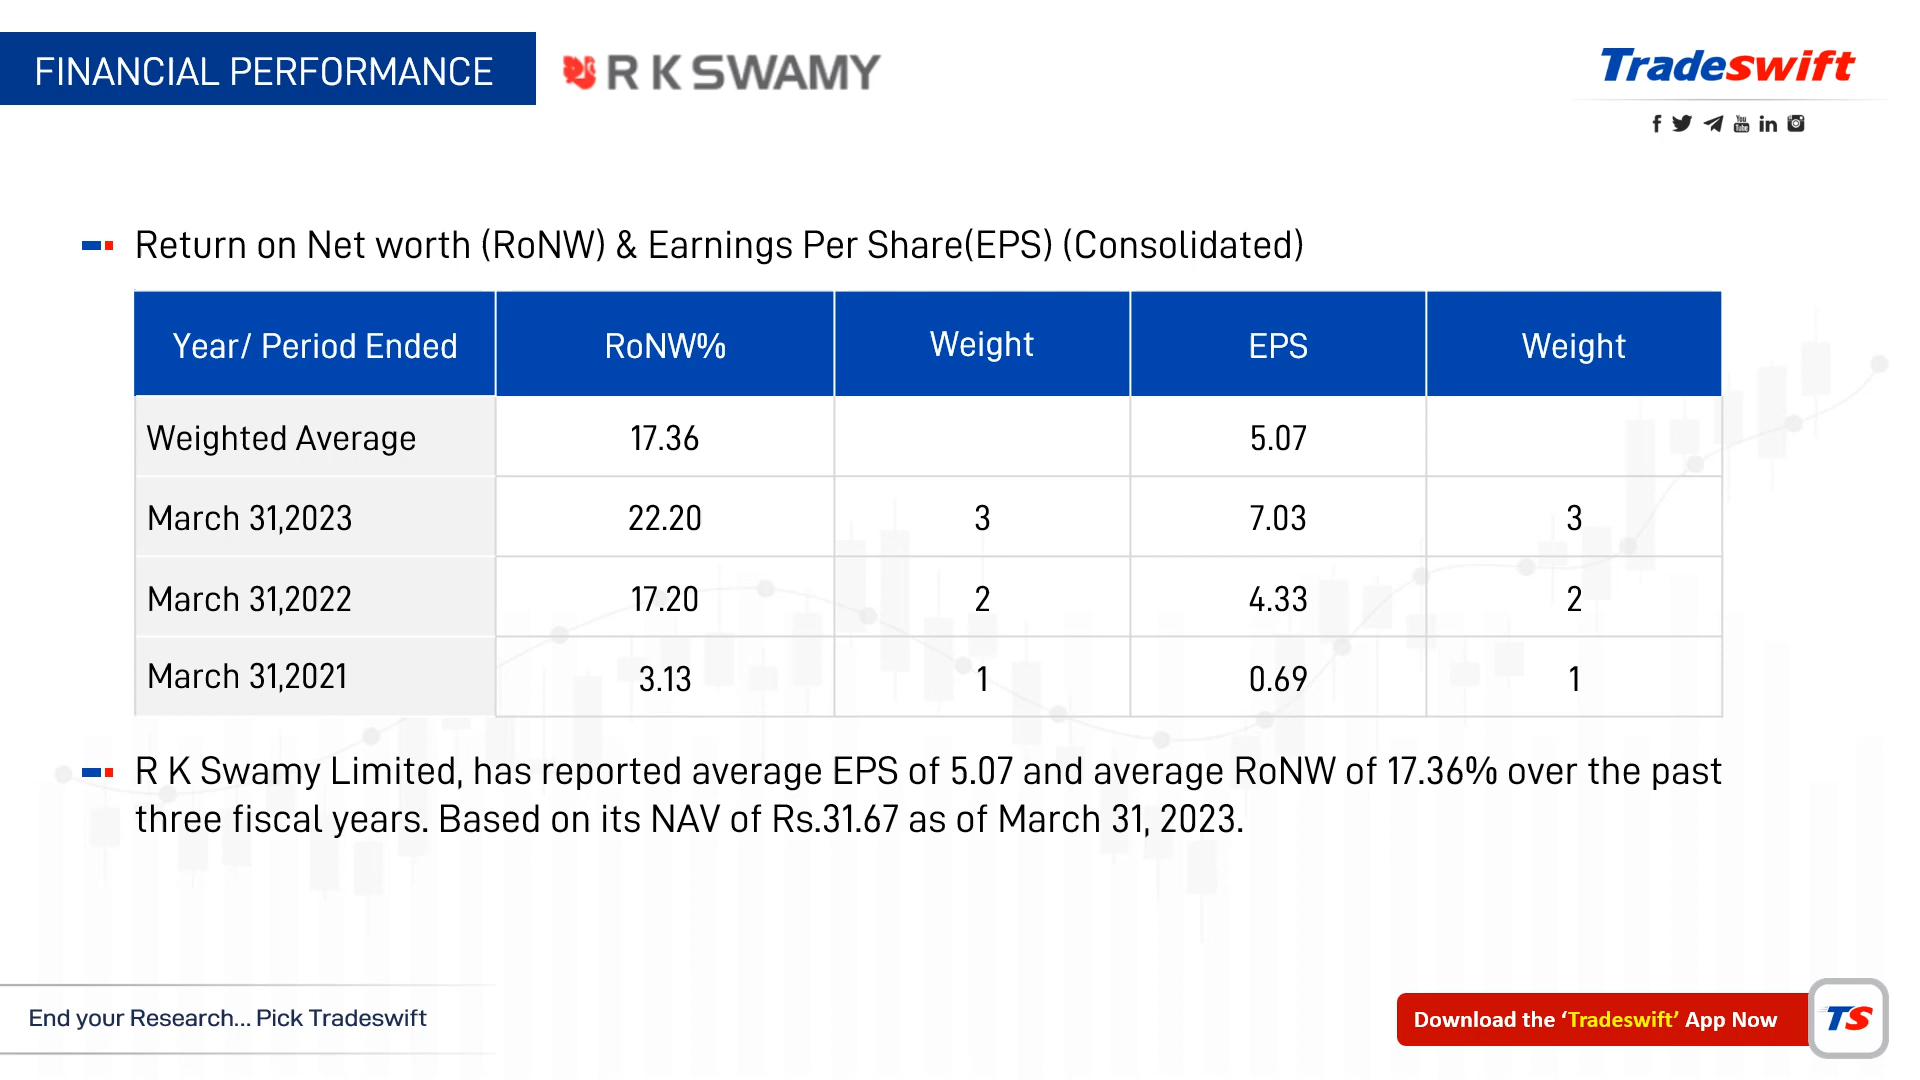 FINANCIAL PERFORMANCE
R K SWAMY
Tradeswift
f You Tube in
Return on Net worth (RoNW) & Earnings Per Share(EPS) (Consolidated)
Year/ Period Ended RoNW% Weight EPS Weight
Weighted Average 17.36 5.07
March 31,2023 22.20 3 7.03 3
March 31,2022 17.20 2 4.33 2
March 31,2021 3.13 1 0.69 1
R K Swamy Limited, has reported average EPS of 5.07 and average RoNW of 17.36% over the past
three fiscal years. Based on its NAV of Rs.31.67 as of March 31, 2023.
End your Research... Pick Tradeswift
Download the ‘Tradeswift’ App Now
TS